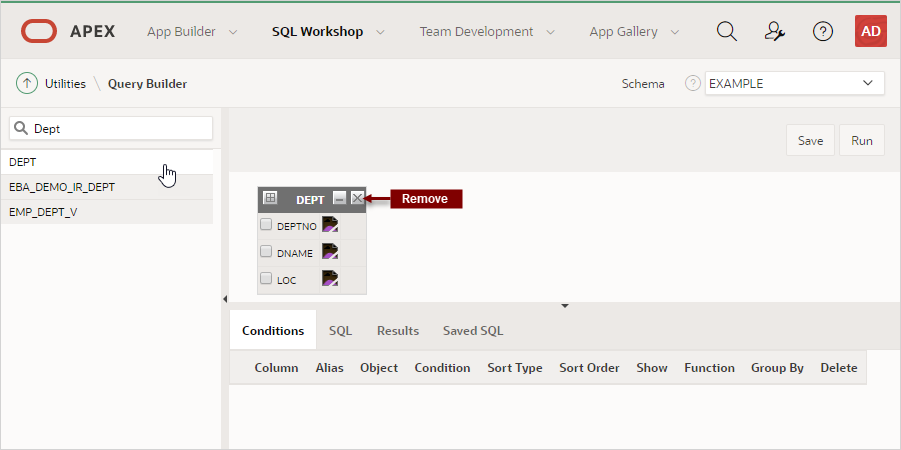 APEX App Builder SQL Workshop Team Development App Gallery ? AD
Utilities \ Query Builder Schema ? EXAMPLE
Dept
Save Run
DEPT
EBA_DEMO_IR_DEPT
EMP_DEPT_V
DEPT Remove
DEPTNO
DNAME
LOC
Conditions SQL Results Saved SQL
Column Alias Object Condition Sort Type Sort Order Show Function Group By Delete